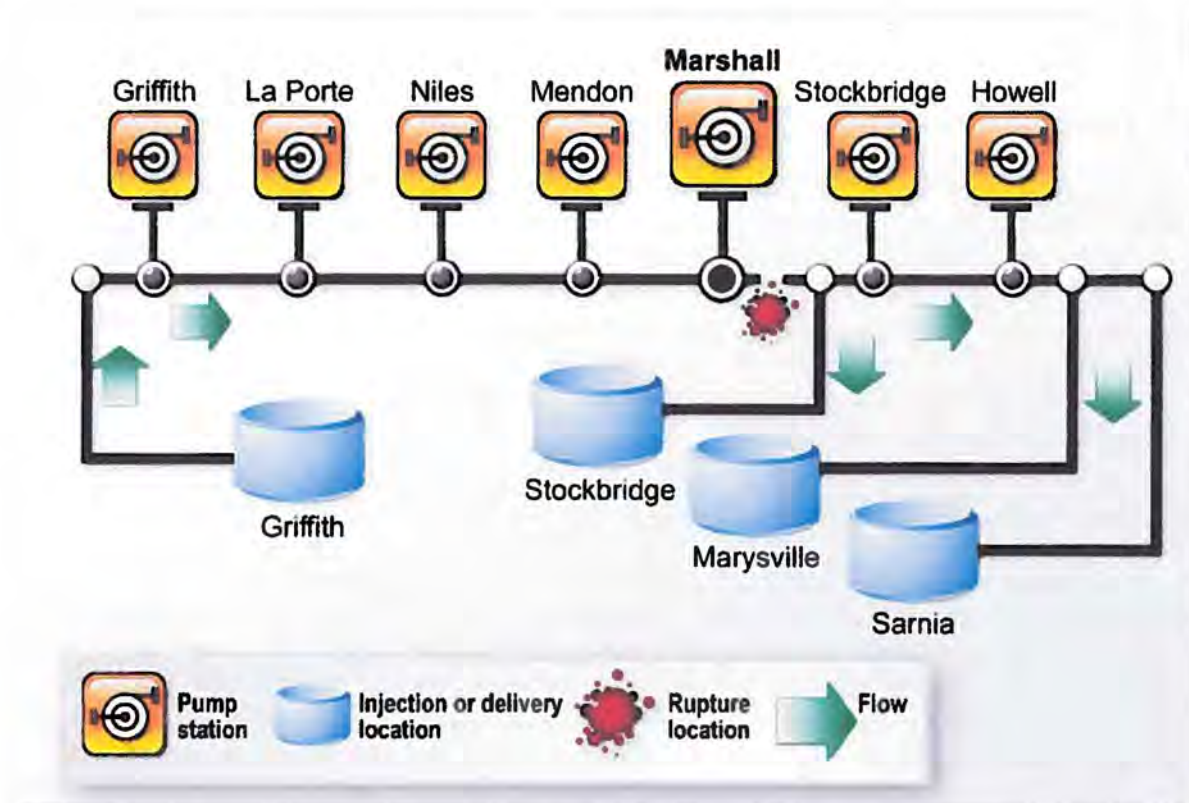 Marshall
Griffith
La Porte
Niles
Mendon
Stockbridge
Howell
Griffith
Stockbridge
Marysville
Sarnia
Pump
station
Injection or delivery
location
Rupture
location
Flow